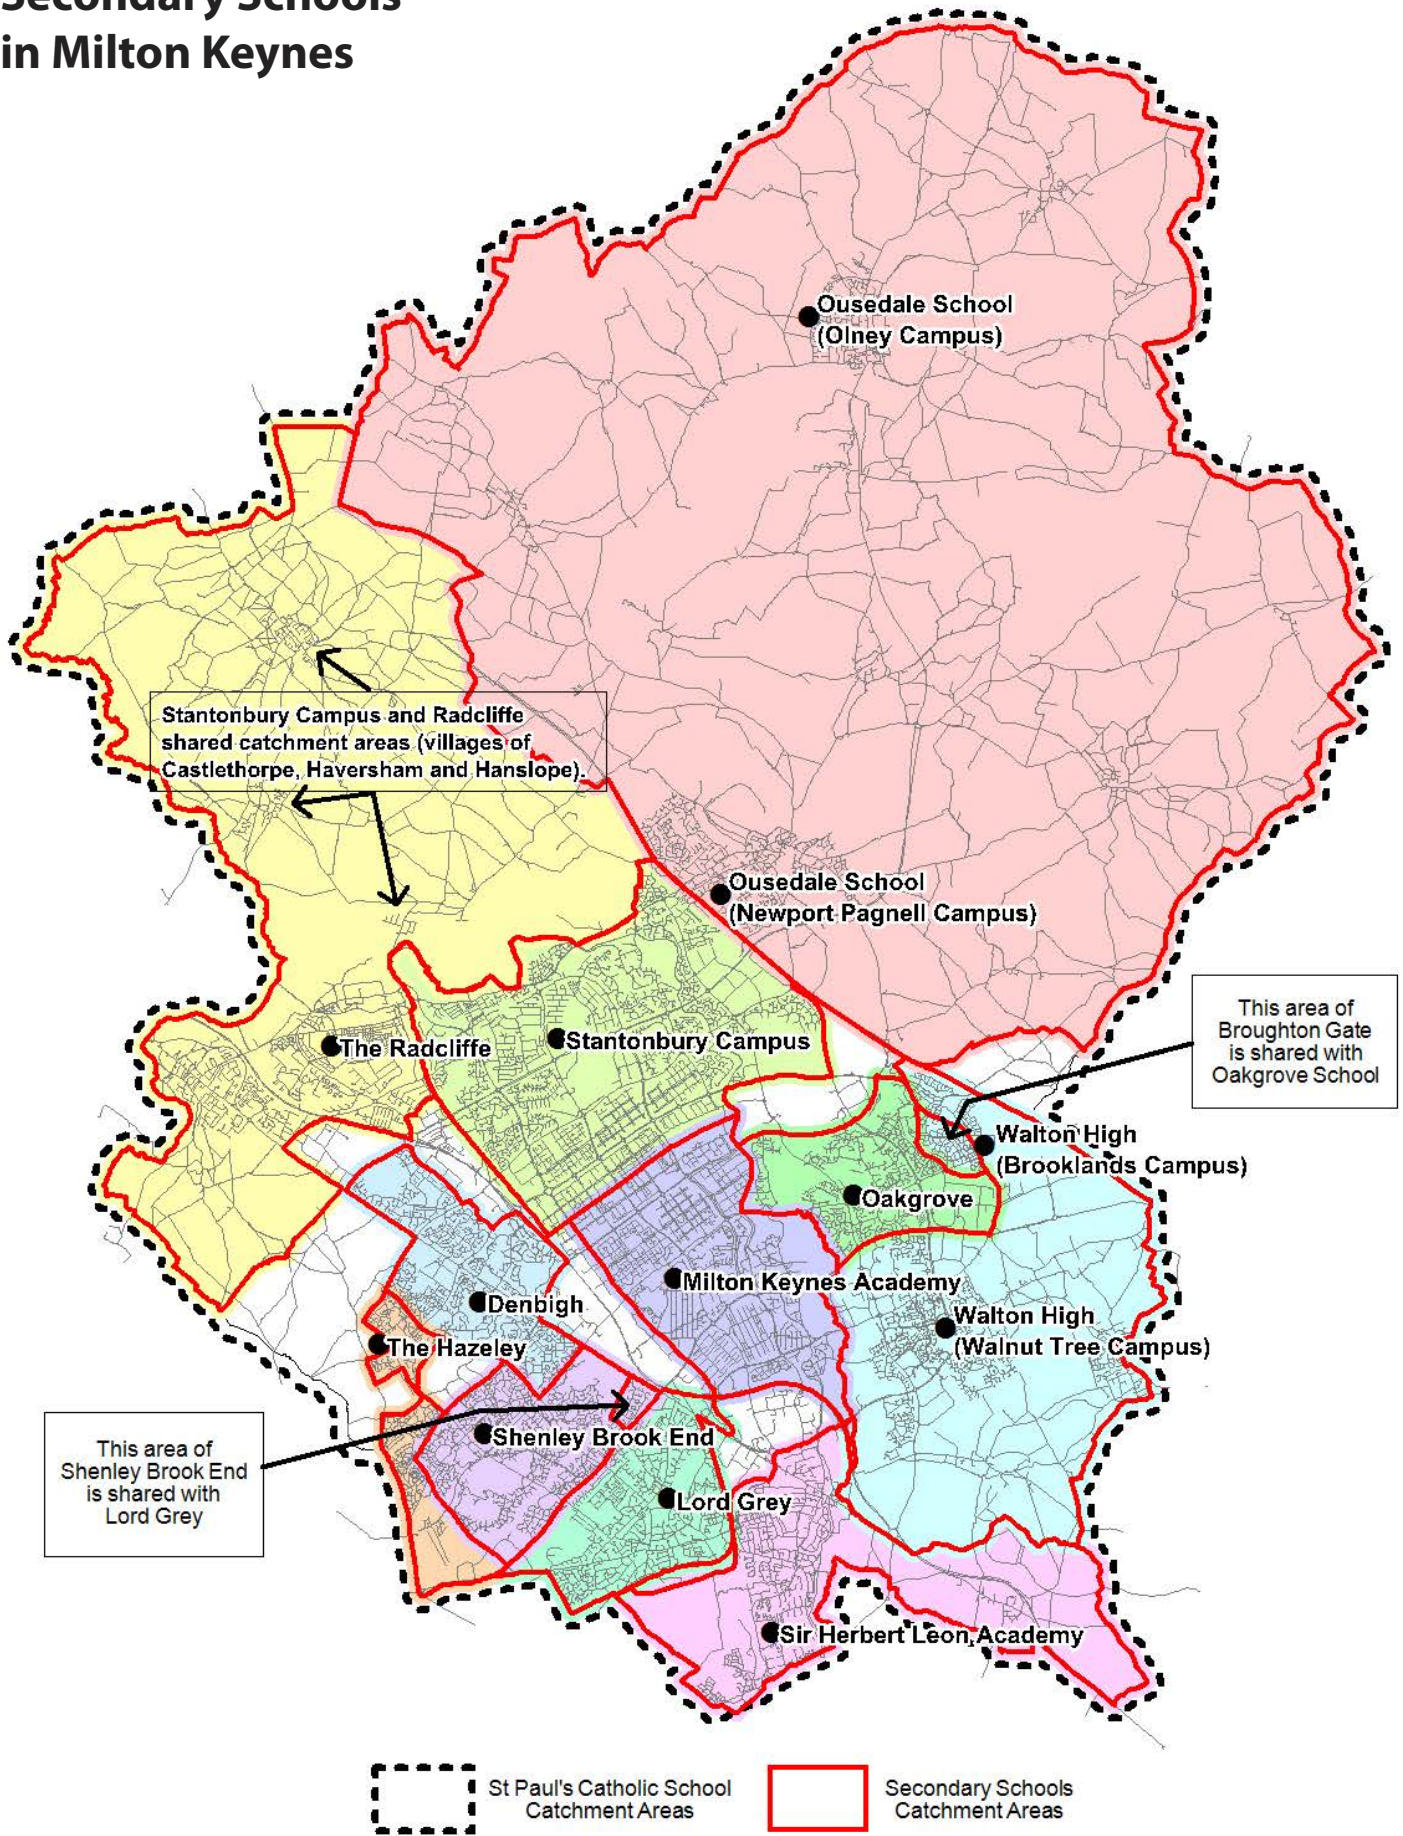 Secondary Schools
in Milton Keynes
Ousedale School
(Olney Campus)
Stantonbury Campus and Radcliffe
shared catchment areas (villages of
Castlethorpe, Haversham and Hanslope).
Ousedale School
(Newport Pagnell Campus)
This area of
Broughton Gate
is shared with
Oakgrove School
The Radcliffe
Stantonbury Campus
Walton High
(Brooklands Campus)
Oakgrove
Milton Keynes Academy
Denbigh
Walton High
(Walnut Tree Campus)
The Hazeley
This area of
Shenley Brook End
is shared with
Lord Grey
Shenley Brook End
Lord Grey
Sir Herbert Leon Academy
St Paul's Catholic School
Catchment Areas
Secondary Schools
Catchment Areas